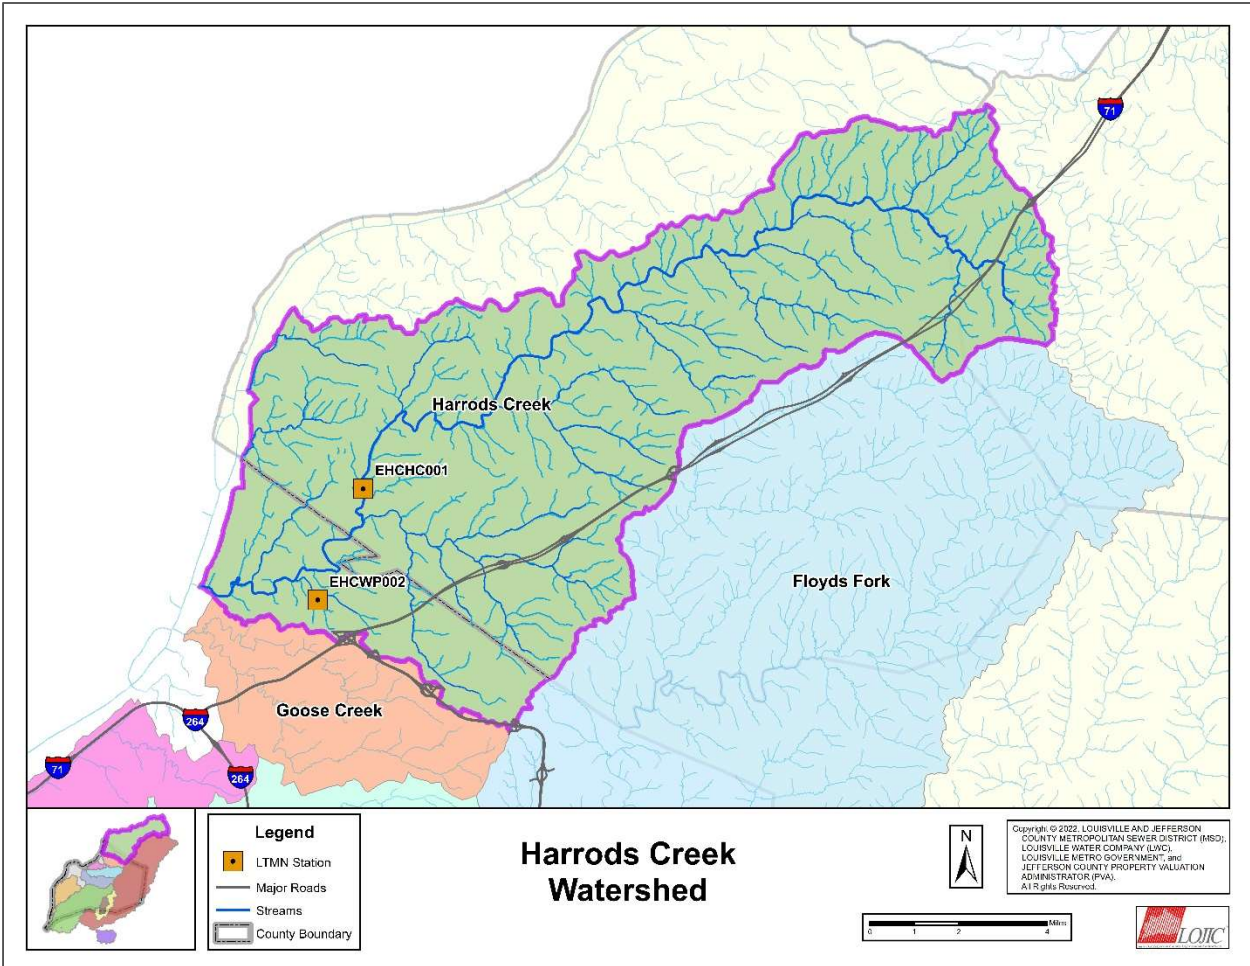 71
Harrods Creek
EHCHC001
EHCWP002
Floyds Fork
Goose Creek
264
71
264
Legend
LTMN Station
Major Roads
Streams
County Boundary
Harrods Creek
Watershed
N
Copyright © 2022, LOUISVILLE AND JEFFERSON
COUNTY METROPOLITAN SEWER DISTRICT (MSD),
LOUISVILLE WATER COMPANY (LWC),
LOUISVILLE METRO GOVERNMENT, and
JEFFERSON COUNTY PROPERTY VALUATION
ADMINISTRATOR (PVA).
All Rights Reserved.
Miles
0 1 2 4
LOJIC